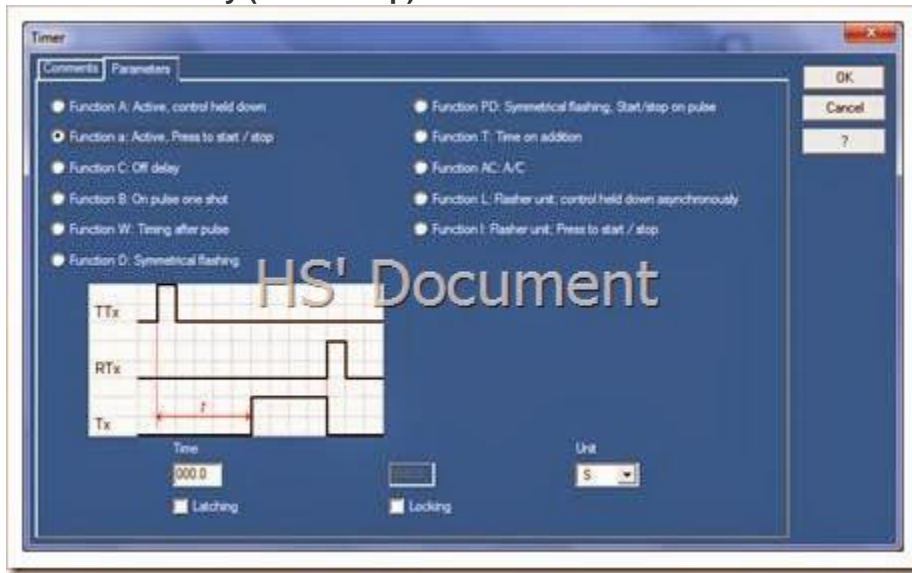 Timer
Comments Parameters
Function A: Active, control held down
Function a: Active, Press to start / stop
Function C: Off delay
Function B: On pulse one shot
Function W: Timing after pulse
Function D: Symmetrical flashing
Function PD: Symmetrical flashing, Start/stop on pulse
Function T: Time on addition
Function AC: A/C
Function L: Flasher unit, control held down asynchronously
Function I: Flasher unit, Press to start / stop
OK
Cancel
?
HS' Document
TTx
RTx
Tx
t
Time
000.0
Unit
S
Latching
Locking